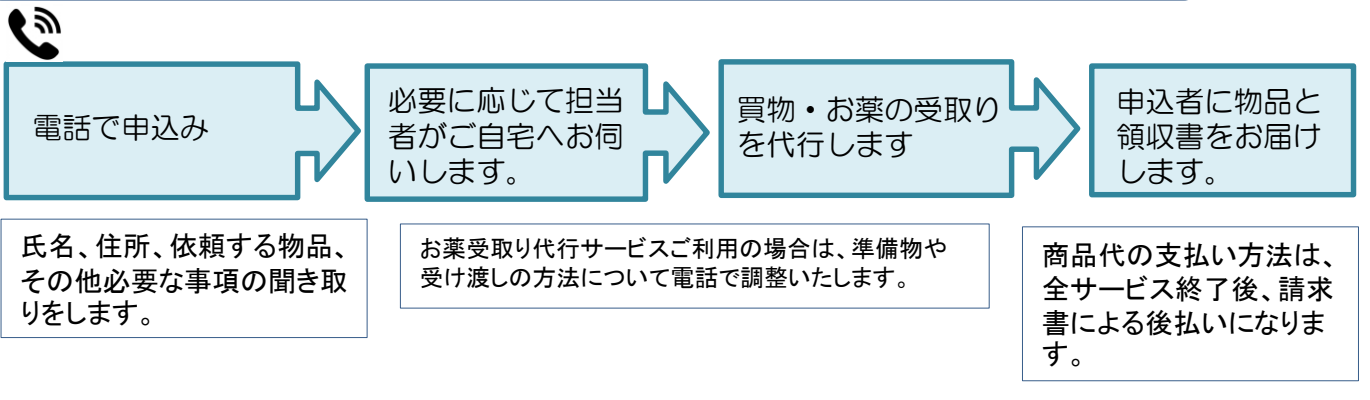 電話で申込み
必要に応じて担当
者がご自宅へお伺
いします。
買物・お薬の受取り
を代行します
申込者に物品と
領収書をお届け
します。
氏名、住所、依頼する物品、
その他必要な事項の聞き取
りをします。
お薬受取り代行サービスご利用の場合は、準備物や
受け渡しの方法について電話で調整いたします。
商品代の支払い方法は、
全サービス終了後、請求
書による後払いになりま
す。